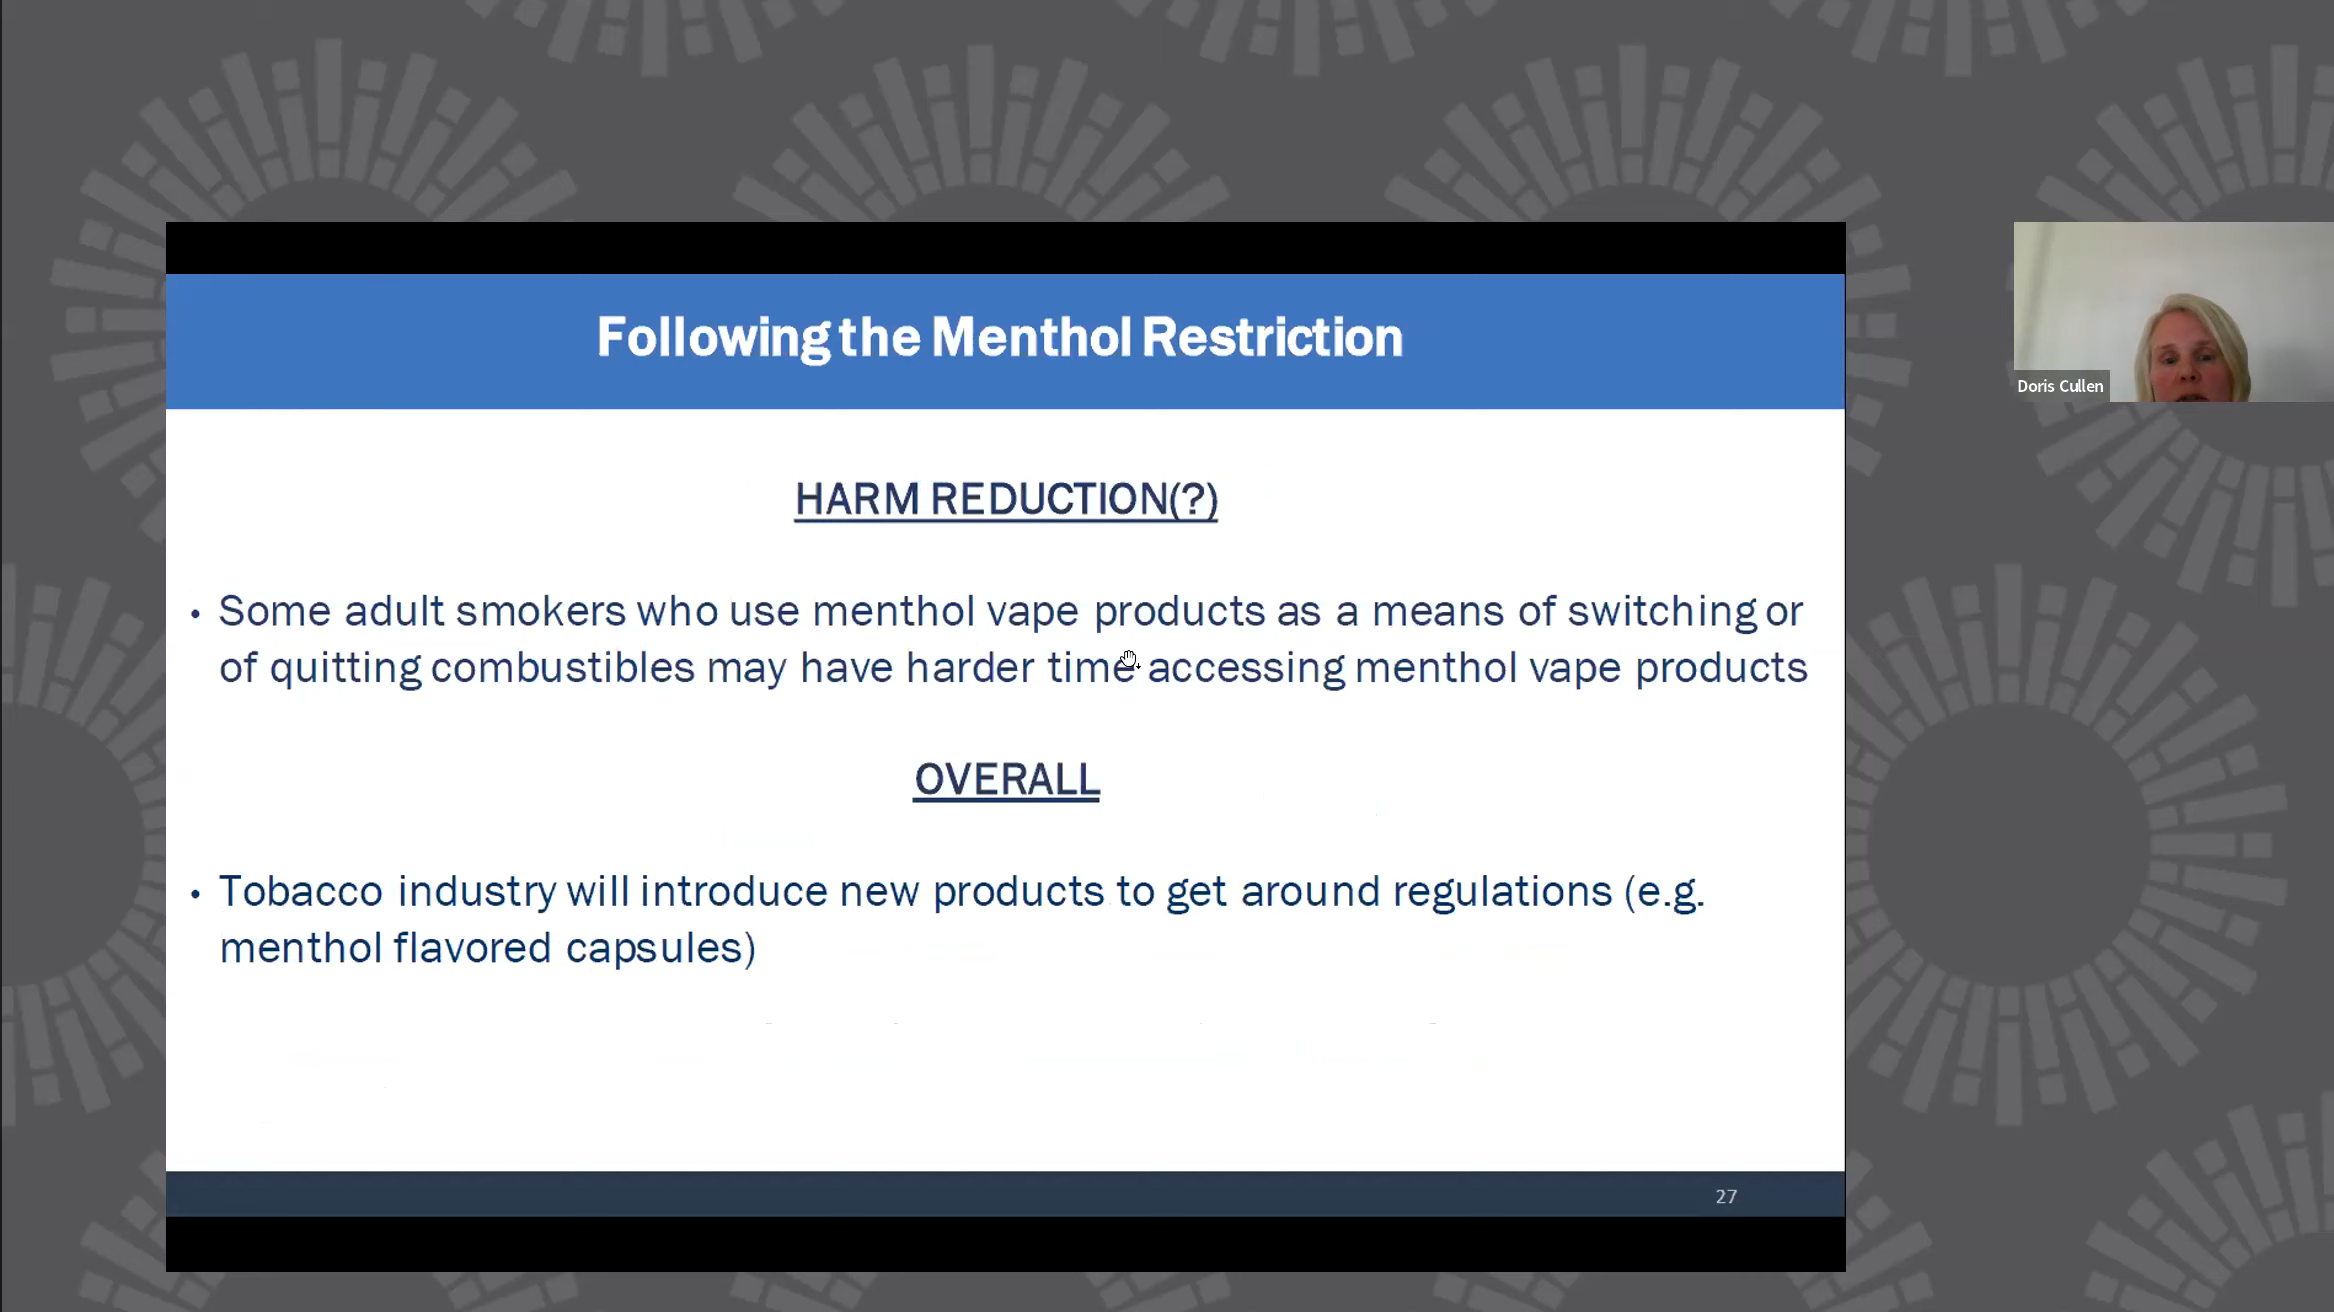 Following the Menthol Restriction
HARM REDUCTION(?)
• Some adult smokers who use menthol vape products as a means of switching or
of quitting combustibles may have harder time accessing menthol vape products
OVERALL
• Tobacco industry will introduce new products to get around regulations (e.g.
menthol flavored capsules)
27
Doris Cullen